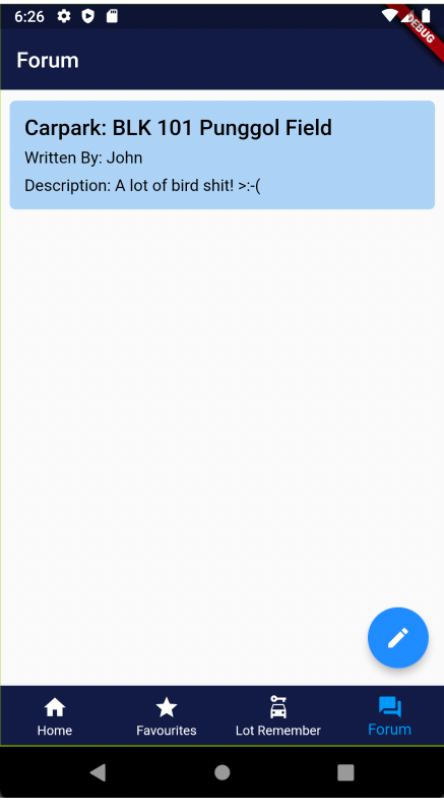 6:26
DEBUG
Forum
Carpark: BLK 101 Punggol Field
Written By: John
Description: A lot of bird shit! >:-(
Home
Favourites
Lot Remember
Forum